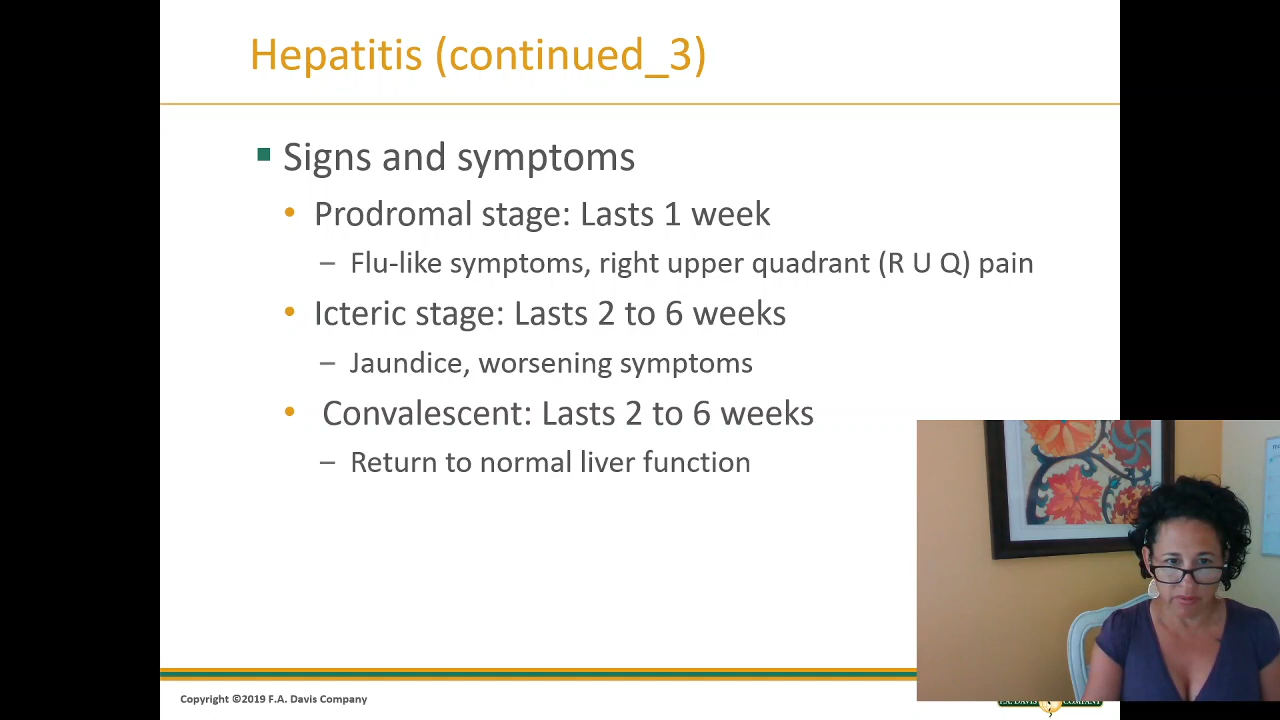 Hepatitis (continued_3)
Signs and symptoms
Prodromal stage: Lasts 1 week
– Flu-like symptoms, right upper quadrant (R U Q) pain
Icteric stage: Lasts 2 to 6 weeks
– Jaundice, worsening symptoms
Convalescent: Lasts 2 to 6 weeks
– Return to normal liver function
Copyright ©2019 F.A. Davis Company